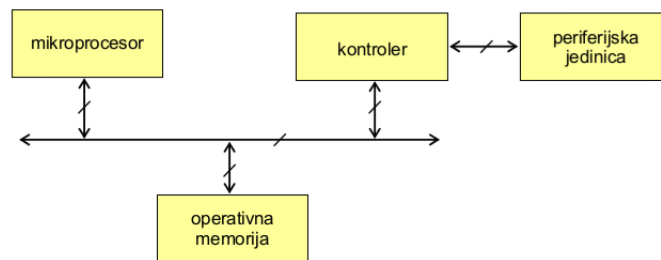 mikroprocesor
kontroler
periferijska
jedinica
operativna
memorija